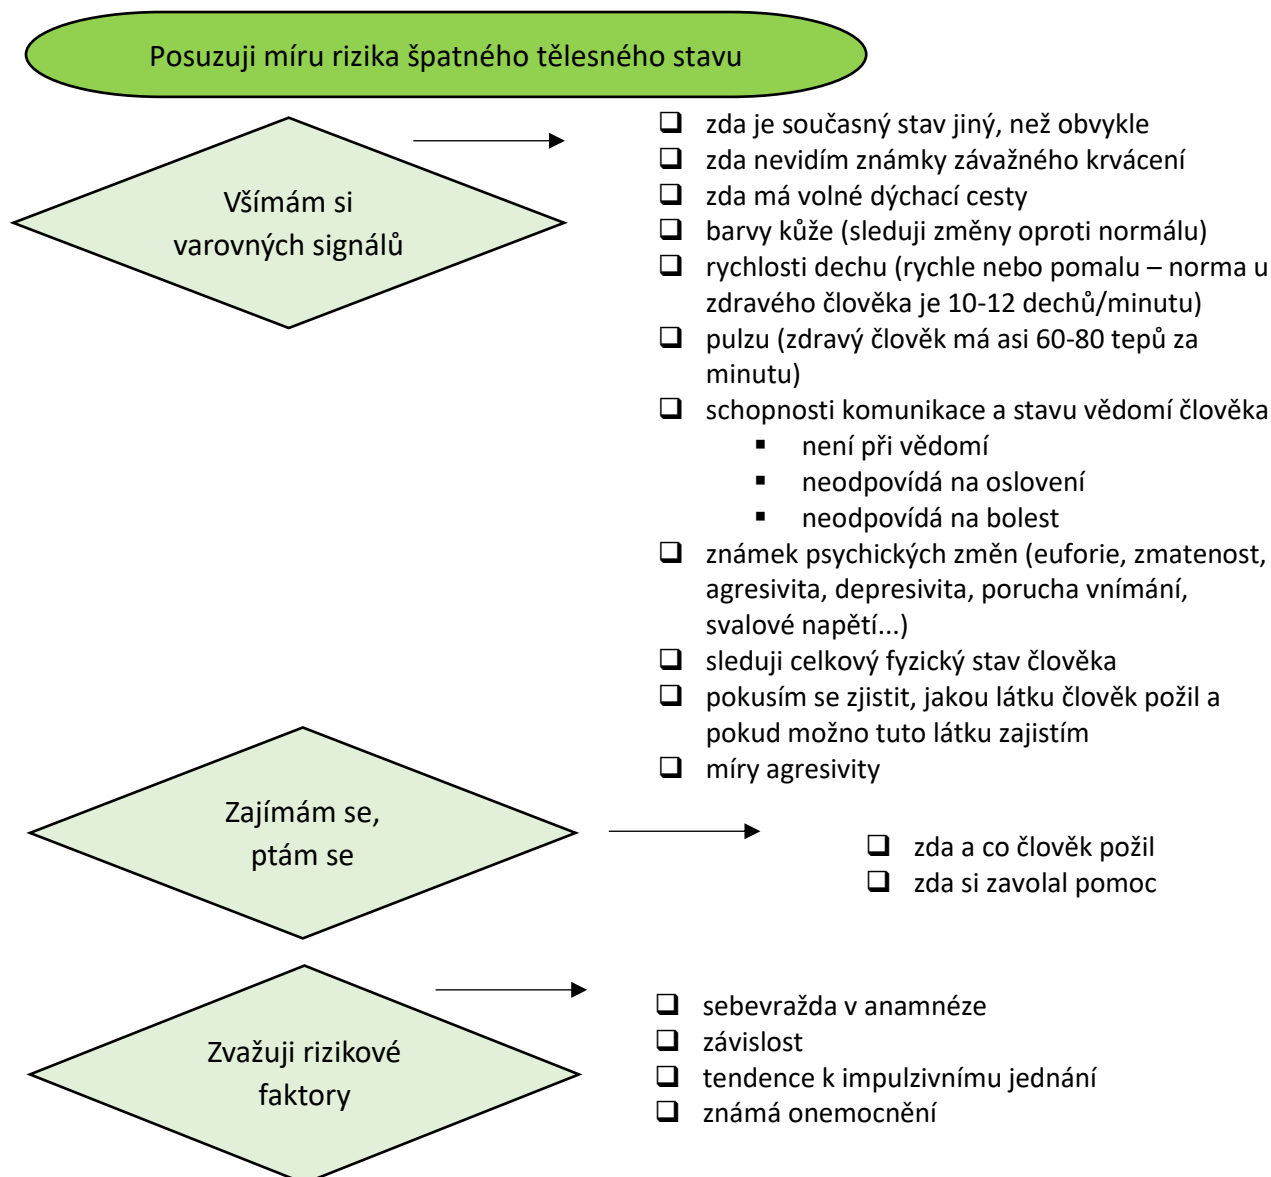 Posuzuji míru rizika špatného tělesného stavu
Všímám si
varovných signálů
zda je současný stav jiný, než obvykle
zda nevidím známky závažného krvácení
zda má volné dýchací cesty
barvy kůže (sleduji změny oproti normálu)
rychlosti dechu (rychle nebo pomalu – norma u
zdravého člověka je 10-12 dechů/minutu)
pulzu (zdravý člověk má asi 60-80 tepů za
minutu)
schopnosti komunikace a stavu vědomí člověka
není při vědomí
neodpovídá na oslovení
neodpovídá na bolest
známek psychických změn (euforie, zmatenost,
agresivita, depresivita, porucha vnímání,
svalové napětí...)
sleduji celkový fyzický stav člověka
pokusím se zjistit, jakou látku člověk požil a
pokud možno tuto látku zajistím
míry agresivity
Zajímám se,
ptám se
zda a co člověk požil
zda si zavolal pomoc
Zvažuji rizikové
faktory
sebevražda v anamnéze
závislost
tendence k impulzivnímu jednání
známá onemocnění